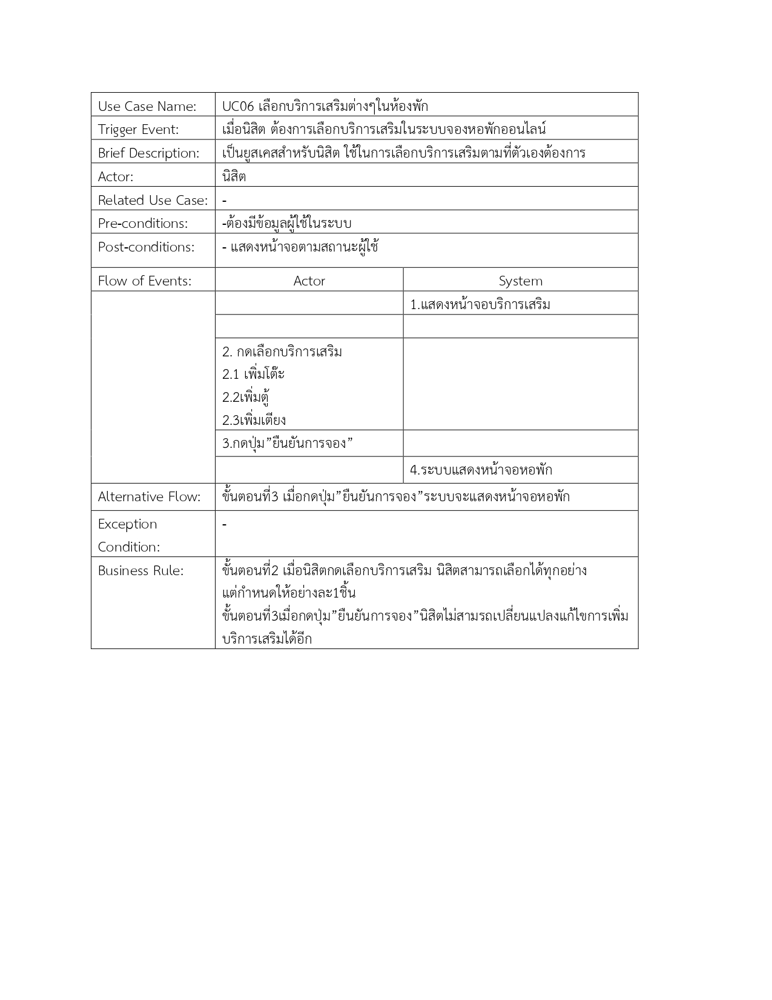 Use Case Name: UC06 เลือกบริการเสริมต่างๆในห้องพัก
Trigger Event: เมื่อนิสิต ต้องการเลือกบริการเสริมในระบบจองหอพักออนไลน์
Brief Description: เป็นยูสเคสสำหรับนิสิต ใช้ในการเลือกบริการเสริมตามที่ตัวเองต้องการ
Actor: นิสิต
Related Use Case: -
Pre-conditions: -ต้องมีข้อมูลผู้ใช้ในระบบ
Post-conditions: - แสดงหน้าจอตามสถานะผู้ใช้
Flow of Events: Actor System
1.แสดงหน้าจอบริการเสริม
2. กดเลือกบริการเสริม
2.1 เพิ่มโต๊ะ
2.2เพิ่มตู้
2.3เพิ่มเตียง
3.กดปุ่ม”ยืนยันการจอง”
4.ระบบแสดงหน้าจอหอพัก
Alternative Flow: ขั้นตอนที่3 เมื่อกดปุ่ม”ยืนยันการจอง”ระบบจะแสดงหน้าจอหอพัก
Exception -
Condition:
Business Rule: ขั้นตอนที่2 เมื่อนิสิตกดเลือกบริการเสริม นิสิตสามารถเลือกได้ทุกอย่าง
แต่กำหนดให้อย่างละ1ชิ้น
ขั้นตอนที่3เมื่อกดปุ่ม”ยืนยันการจอง”นิสิตไม่สามรถเปลี่ยนแปลงแก้ไขการเพิ่ม
บริการเสริมได้อีก